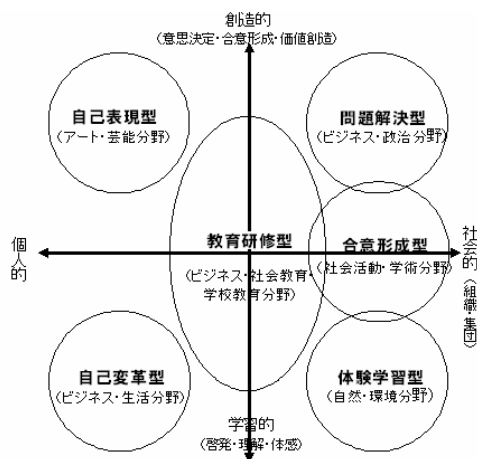 創造的
(意思決定・合意形成・価値創造)
自己表現型
(アート・芸能分野)
問題解決型
(ビジネス・政治分野)
個人的
教育研修型
(ビジネス・社会教育・
学校教育分野)
合意形成型
(社会活動・学術分野)
社会的(組織・集団)
自己変革型
(ビジネス・生活分野)
体験学習型
(自然・環境分野)
学習的
(啓発・理解・体感)